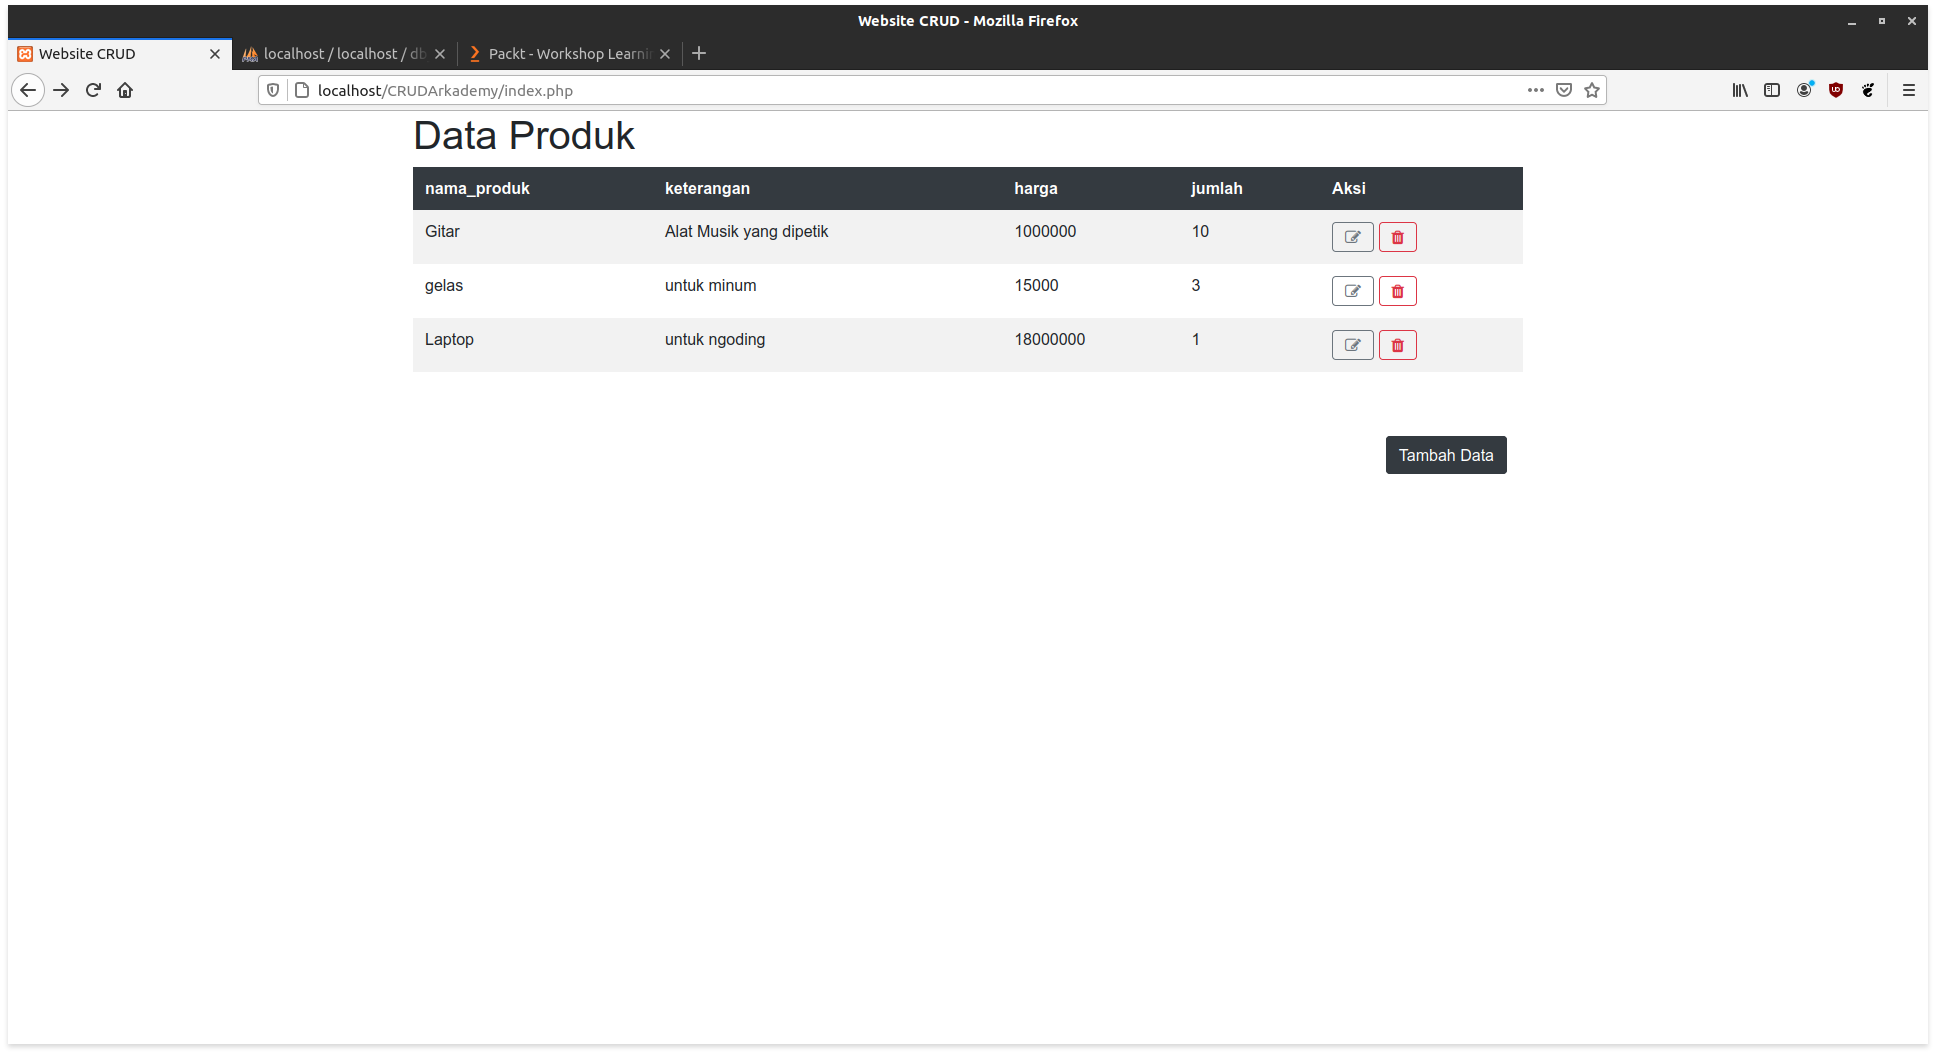 Website CRUD - Mozilla Firefox
Website CRUD localhost / localhost / db Packt - Workshop Learnin
localhost/CRUDArkademy/index.php
Data Produk
nama_produk keterangan harga jumlah Aksi
Gitar Alat Musik yang dipetik 1000000 10
gelas untuk minum 15000 3
Laptop untuk ngoding 18000000 1
Tambah Data